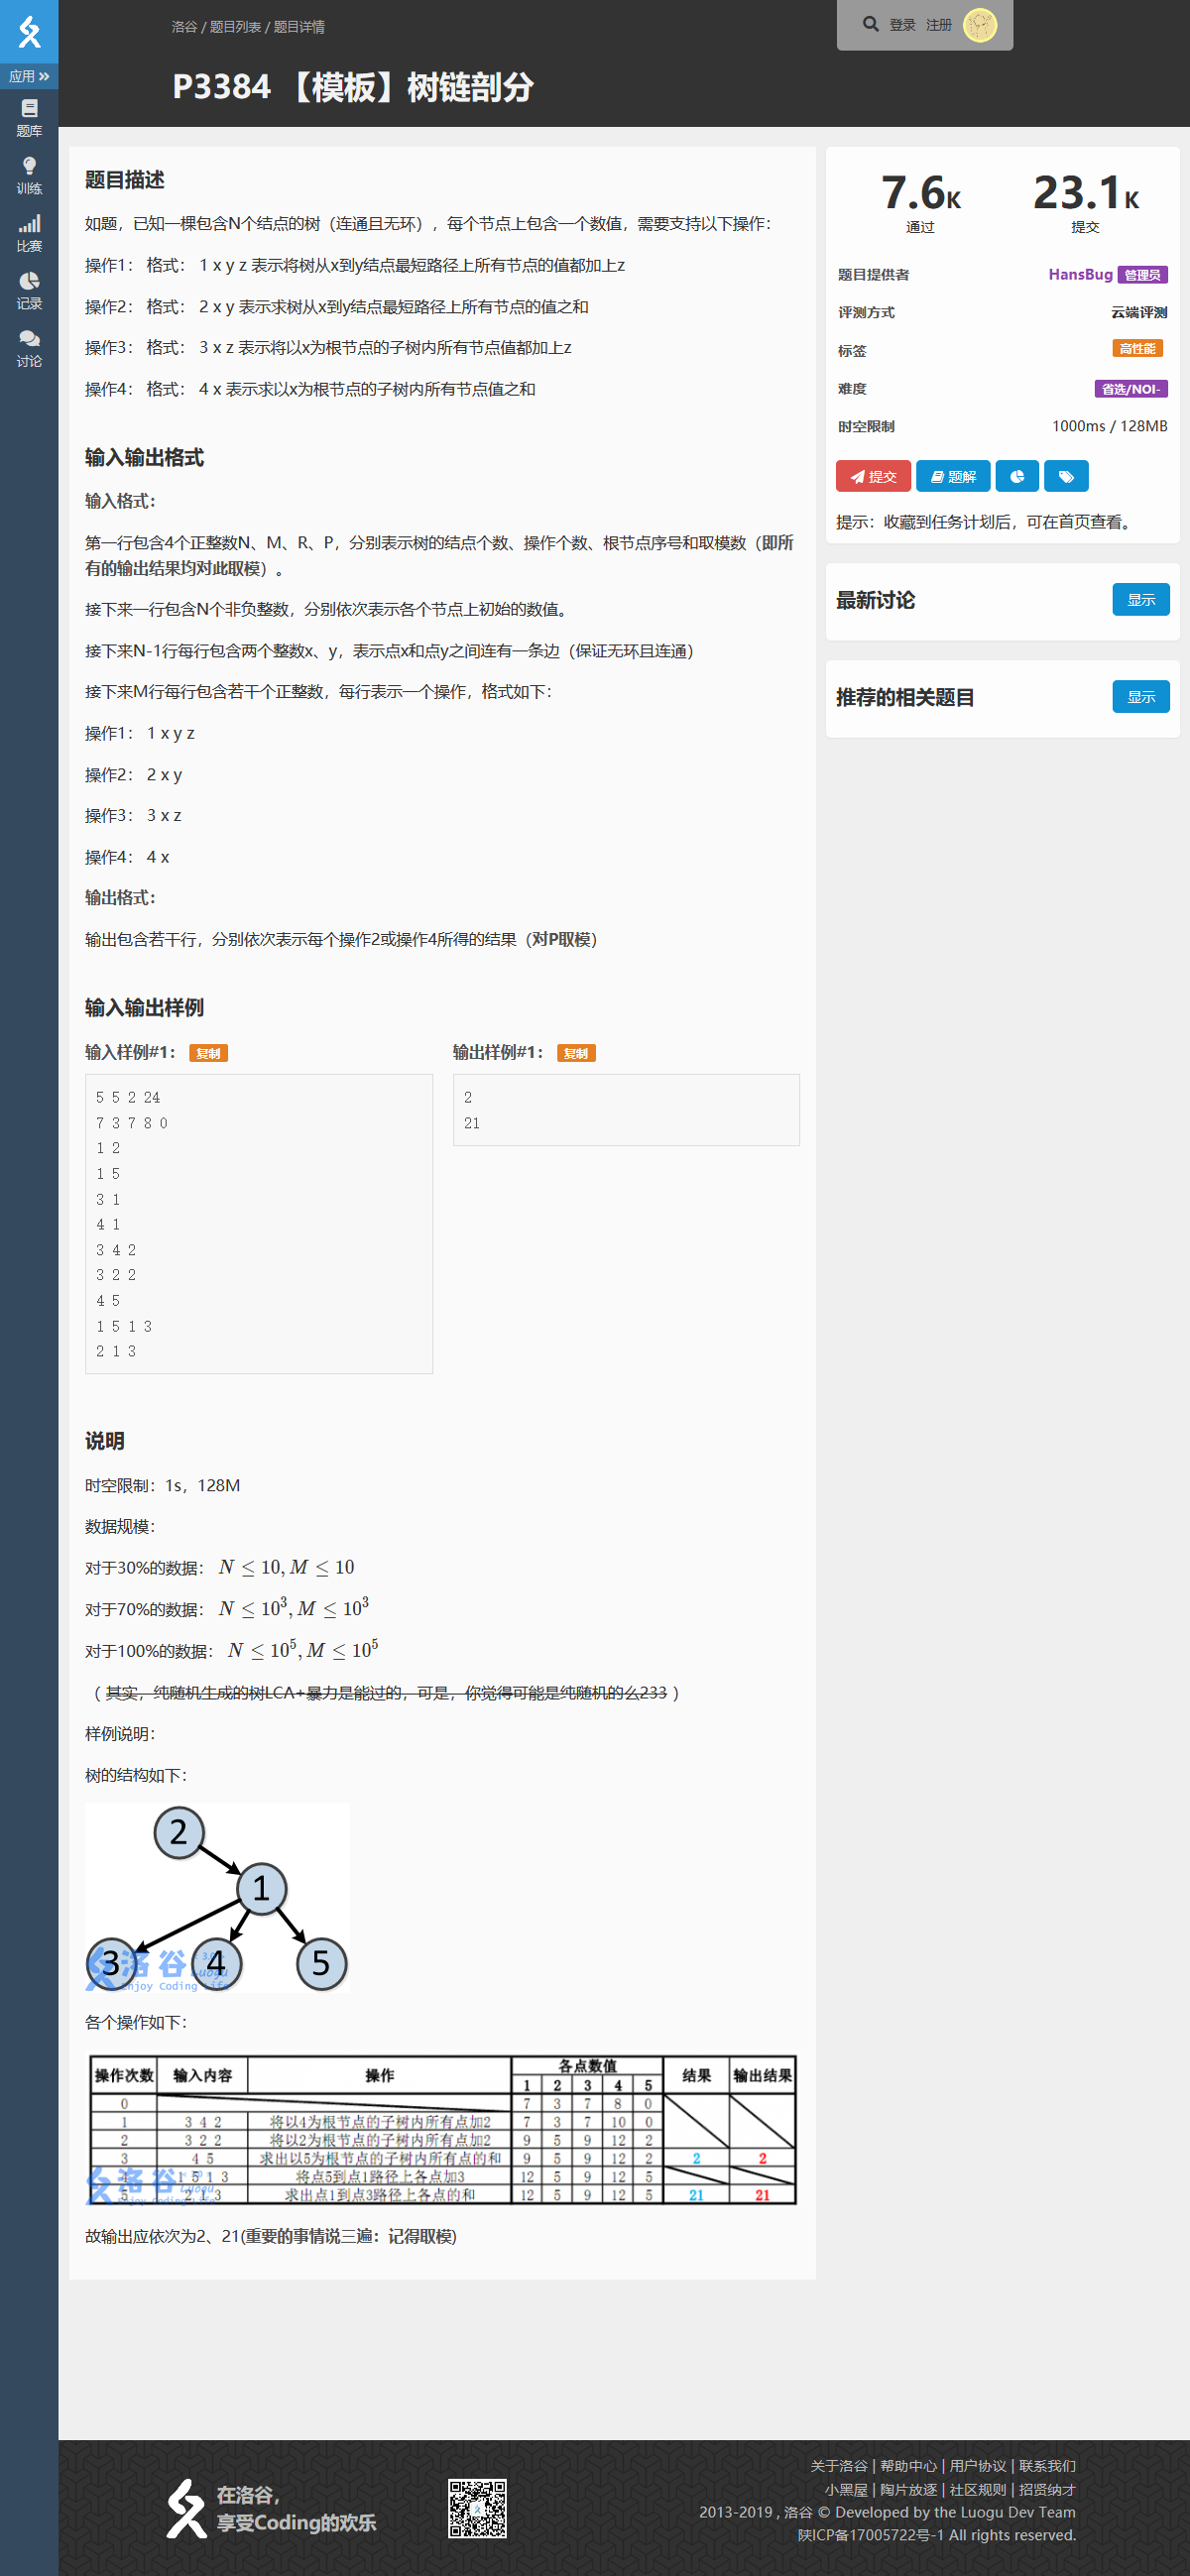 洛谷 / 题目列表 / 题目详情
登录 注册
应用
题库
训练
比赛
记录
讨论
P3384 【模板】树链剖分
题目描述
如题，已知一棵包含N个结点的树（连通且无环），每个节点上包含一个数值，需要支持以下操作：
操作1： 格式： 1 x y z 表示将树从x到y结点最短路径上所有节点的值都加上z
操作2： 格式： 2 x y 表示求树从x到y结点最短路径上所有节点的值之和
操作3： 格式： 3 x z 表示将以x为根节点的子树内所有节点值都加上z
操作4： 格式： 4 x 表示求以x为根节点的子树内所有节点值之和
输入输出格式
输入格式：
第一行包含4个正整数N、M、R、P，分别表示树的结点个数、操作个数、根节点序号和取模数（即所
有的输出结果均对此取模）。
接下来一行包含N个非负整数，分别依次表示各个节点上初始的数值。
接下来N-1行每行包含两个整数x、y，表示点x和点y之间连有一条边（保证无环且连通）
接下来M行每行包含若干个正整数，每行表示一个操作，格式如下：
操作1： 1 x y z
操作2： 2 x y
操作3： 3 x z
操作4： 4 x
输出格式：
输出包含若干行，分别依次表示每个操作2或操作4所得的结果（对P取模）
输入输出样例
输入样例#1： 复制
5 5 2 24
7 3 7 8 0
1 2
1 5
3 1
4 1
3 4 2
3 2 2
4 5
1 5 1 3
2 1 3
输出样例#1： 复制
2
21
说明
时空限制：1s，128M
数据规模：
对于30%的数据： N ≤ 10, M ≤ 10
对于70%的数据： N ≤ 10³, M ≤ 10³
对于100%的数据： N ≤ 10⁵, M ≤ 10⁵
（ 其实，纯随机生成的树LCA+暴力是能过的，可是，你觉得可能是纯随机的么233 ）
样例说明：
树的结构如下：
2
1
3 4 5
洛谷 Luogu
Enjoy Coding Life
各个操作如下：
操作次数 输入内容 操作 各点数值 结果 输出结果
1 2 3 4 5
0 7 3 7 8 0
1 3 4 2 将以4为根节点的子树内所有点加2 7 3 7 10 0
2 3 2 2 将以2为根节点的子树内所有点加2 9 5 9 12 2
3 4 5 求出以5为根节点的子树内所有点的和 9 5 9 12 2 2 2
4 1 5 1 3 将点5到点1路径上各点加3 12 5 9 12 5
5 2 1 3 求出点1到点3路径上各点的和 12 5 9 12 5 21 21
故输出应依次为2、21(重要的事情说三遍：记得取模)
7.6K
通过
23.1K
提交
题目提供者 HansBug 管理员
评测方式 云端评测
标签 高性能
难度 省选/NOI-
时空限制 1000ms / 128MB
提交 题解
提示：收藏到任务计划后，可在首页查看。
最新讨论 显示
推荐的相关题目 显示
在洛谷，
享受Coding的欢乐
关于洛谷 | 帮助中心 | 用户协议 | 联系我们
小黑屋 | 陶片放逐 | 社区规则 | 招贤纳才
2013-2019 , 洛谷 © Developed by the Luogu Dev Team
陕ICP备17005722号-1 All rights reserved.